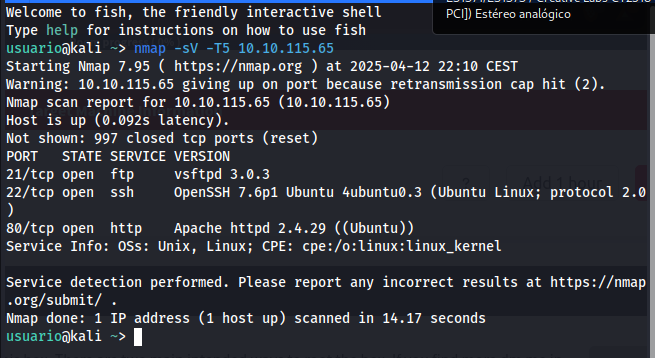 Welcome to fish, the friendly interactive shell
PCI]) Estéreo analógico
Type help for instructions on how to use fish
usuario@kali ~> nmap -sV -T5 10.10.115.65
Starting Nmap 7.95 ( https://nmap.org ) at 2025-04-12 22:10 CEST
Warning: 10.10.115.65 giving up on port because retransmission cap hit (2).
Nmap scan report for 10.10.115.65 (10.10.115.65)
Host is up (0.092s latency).
Not shown: 997 closed tcp ports (reset)
PORT   STATE SERVICE VERSION
21/tcp open  ftp     vsftpd 3.0.3
22/tcp open  ssh     OpenSSH 7.6p1 Ubuntu 4ubuntu0.3 (Ubuntu Linux; protocol 2.0
)
80/tcp open  http    Apache httpd 2.4.29 ((Ubuntu))
Service Info: OSs: Unix, Linux; CPE: cpe:/o:linux:linux_kernel
Service detection performed. Please report any incorrect results at https://nmap
.org/submit/ .
Nmap done: 1 IP address (1 host up) scanned in 14.17 seconds
usuario@kali ~>